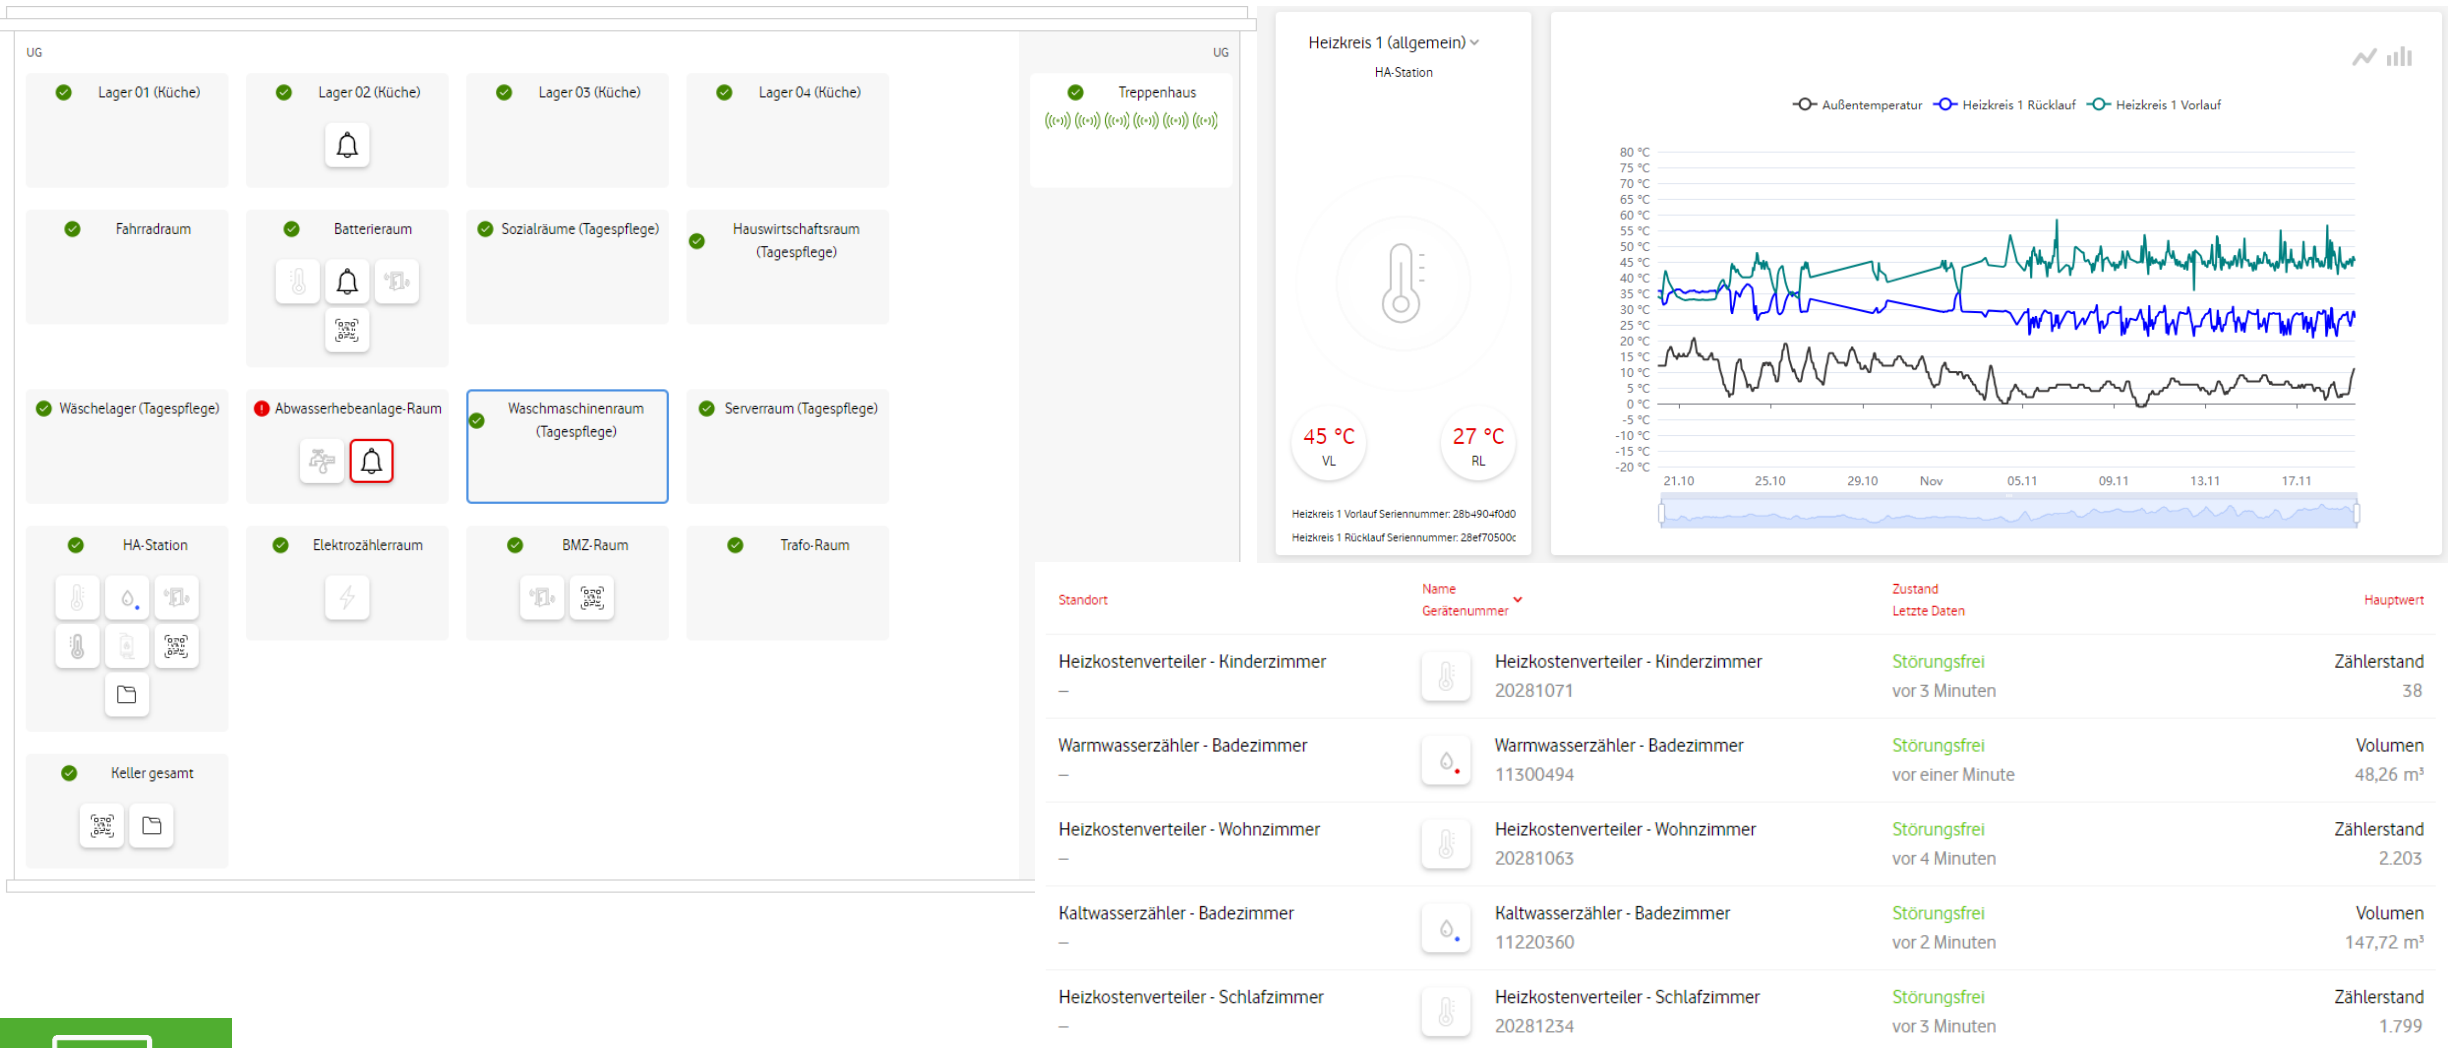 UG
UG
Lager 01 (Küche)
Lager 02 (Küche)
Lager 03 (Küche)
Lager 04 (Küche)
Treppenhaus
Fahrradraum
Batterieraum
Sozialräume (Tagespflege)
Hauswirtschaftsraum
(Tagespflege)
Wäschelager (Tagespflege)
Abwasserhebeanlage-Raum
Waschmaschinenraum
(Tagespflege)
Serverraum (Tagespflege)
HA-Station
Elektrozählerraum
BMZ-Raum
Trafo-Raum
Keller gesamt
Heizkreis 1 (allgemein)
HA-Station
45 °C
VL
27 °C
RL
Heizkreis 1 Vorlauf Seriennummer: 28b4904f0d0
Heizkreis 1 Rücklauf Seriennummer: 28ef70500c
Außentemperatur Heizkreis 1 Rücklauf Heizkreis 1 Vorlauf
80 °C
75 °C
70 °C
65 °C
60 °C
55 °C
50 °C
45 °C
40 °C
35 °C
30 °C
25 °C
20 °C
15 °C
10 °C
5 °C
0 °C
-5 °C
-10 °C
-15 °C
-20 °C
21.10 25.10 29.10 Nov 05.11 09.11 13.11 17.11
Standort
Name
Gerätenummer
Zustand
Letzte Daten
Hauptwert
Heizkostenverteiler - Kinderzimmer
–
Heizkostenverteiler - Kinderzimmer
20281071
Störungsfrei
vor 3 Minuten
Zählerstand
38
Warmwasserzähler - Badezimmer
–
Warmwasserzähler - Badezimmer
11300494
Störungsfrei
vor einer Minute
Volumen
48,26 m³
Heizkostenverteiler - Wohnzimmer
–
Heizkostenverteiler - Wohnzimmer
20281063
Störungsfrei
vor 4 Minuten
Zählerstand
2.203
Kaltwasserzähler - Badezimmer
–
Kaltwasserzähler - Badezimmer
11220360
Störungsfrei
vor 2 Minuten
Volumen
147,72 m³
Heizkostenverteiler - Schlafzimmer
–
Heizkostenverteiler - Schlafzimmer
20281234
Störungsfrei
vor 3 Minuten
Zählerstand
1.799